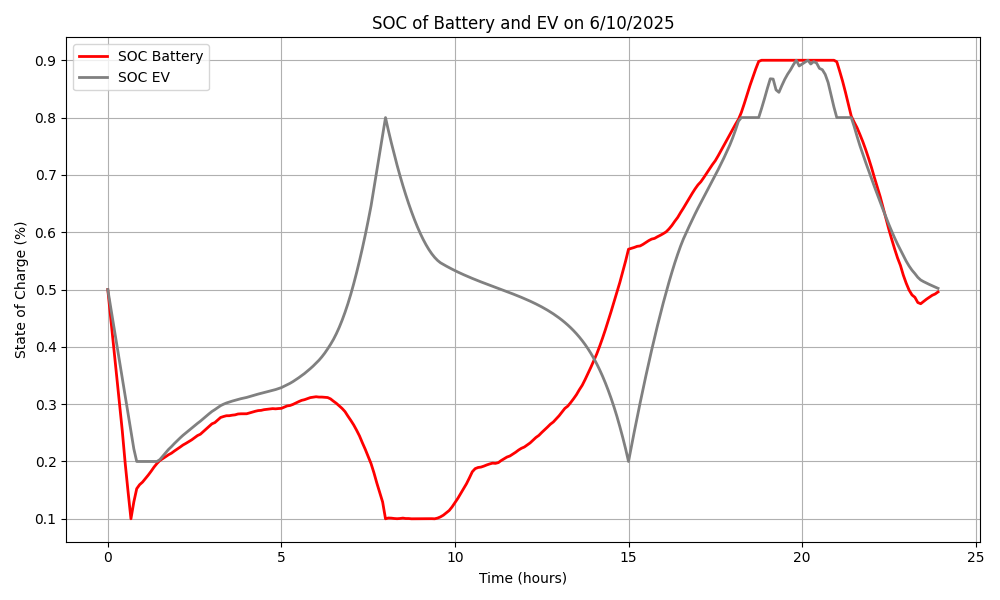 SOC of Battery and EV on 6/10/2025
SOC Battery
SOC EV
State of Charge (%)
0.9
0.8
0.7
0.6
0.5
0.4
0.3
0.2
0.1
0 5 10 15 20 25
Time (hours)